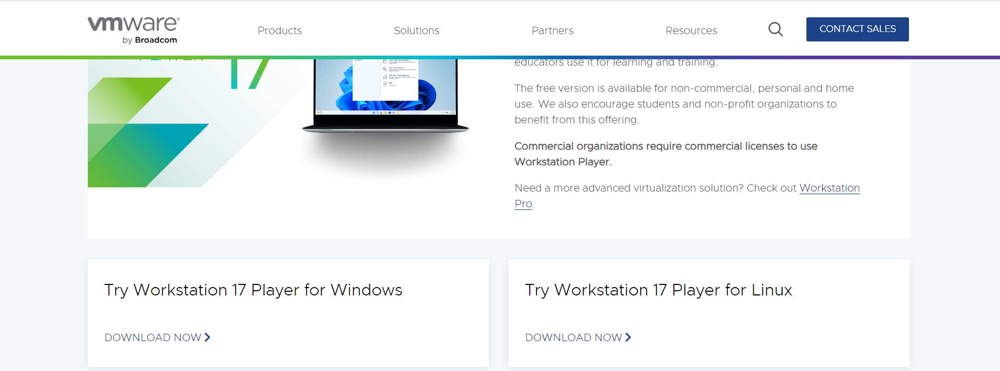 vmware®
by Broadcom
Products
Solutions
Partners
Resources
CONTACT SALES
17
educators use it for learning and training.
The free version is available for non-commercial, personal and home
use. We also encourage students and non-profit organizations to
benefit from this offering.
Commercial organizations require commercial licenses to use
Workstation Player.
Need a more advanced virtualization solution? Check out Workstation
Pro.
Try Workstation 17 Player for Windows
DOWNLOAD NOW
Try Workstation 17 Player for Linux
DOWNLOAD NOW